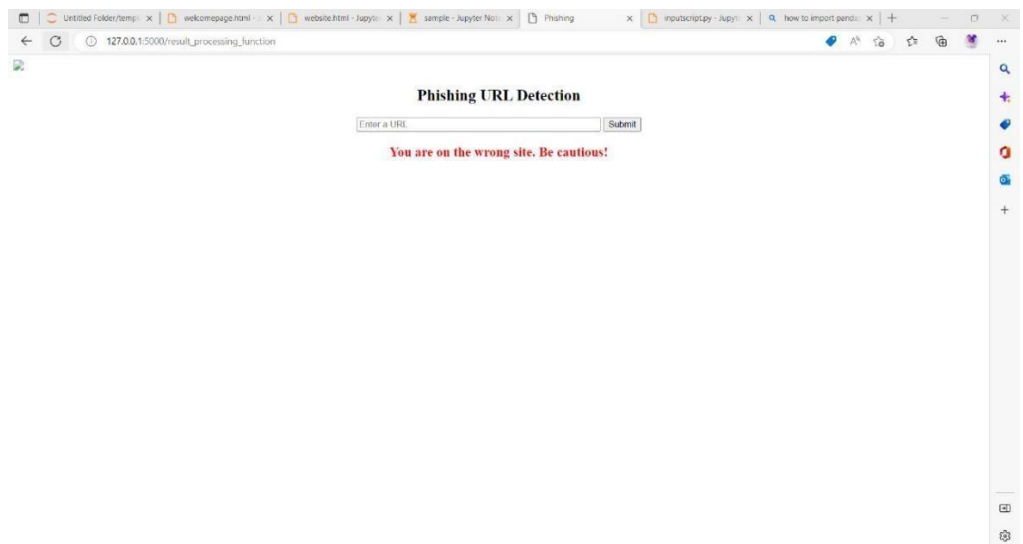 Untitled Folder/templ
welcomepage.html - J
website.html - Jupyte
sample - Jupyter Note
Phishing
inputscript.py - Jupyt
how to import panda
127.0.0.1:5000/result_processing_function
Phishing URL Detection
Enter a URL
Submit
You are on the wrong site. Be cautious!